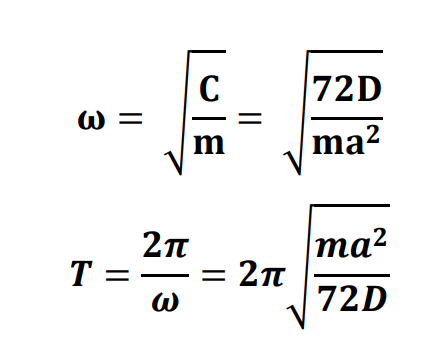 ω = √(C/m) = √(72D/ma²)
T = 2π/ω = 2π√(ma²/72D)